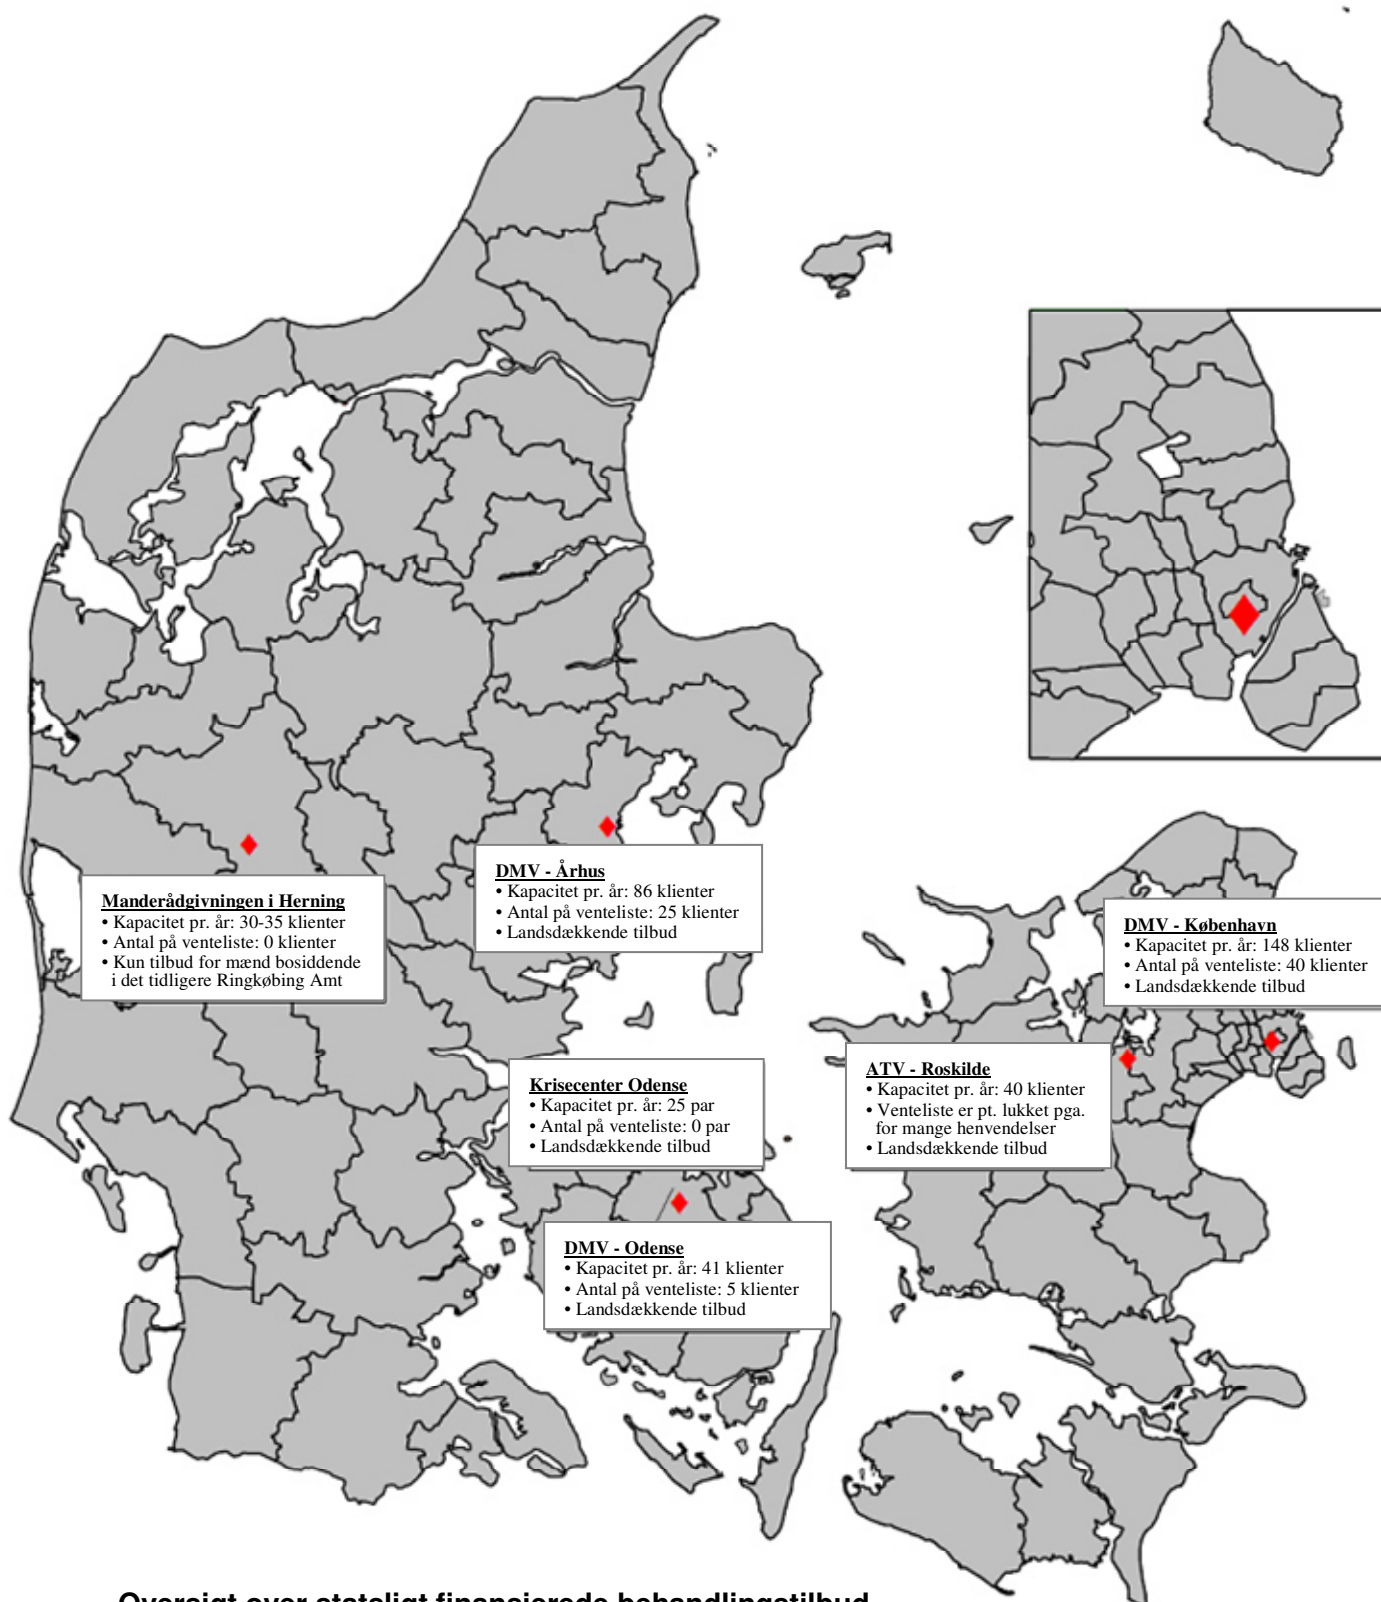 Manderådgivningen i Herning
• Kapacitet pr. år: 30-35 klienter
• Antal på venteliste: 0 klienter
• Kun tilbud for mænd bosiddende
i det tidligere Ringkøbing Amt
DMV - Århus
• Kapacitet pr. år: 86 klienter
• Antal på venteliste: 25 klienter
• Landsdækkende tilbud
DMV - København
• Kapacitet pr. år: 148 klienter
• Antal på venteliste: 40 klienter
• Landsdækkende tilbud
Krisecenter Odense
• Kapacitet pr. år: 25 par
• Antal på venteliste: 0 par
• Landsdækkende tilbud
ATV - Roskilde
• Kapacitet pr. år: 40 klienter
• Venteliste er pt. lukket pga.
for mange henvendelser
• Landsdækkende tilbud
DMV - Odense
• Kapacitet pr. år: 41 klienter
• Antal på venteliste: 5 klienter
• Landsdækkende tilbud
Oversigt over statsligt finansierede behandlingstilbud